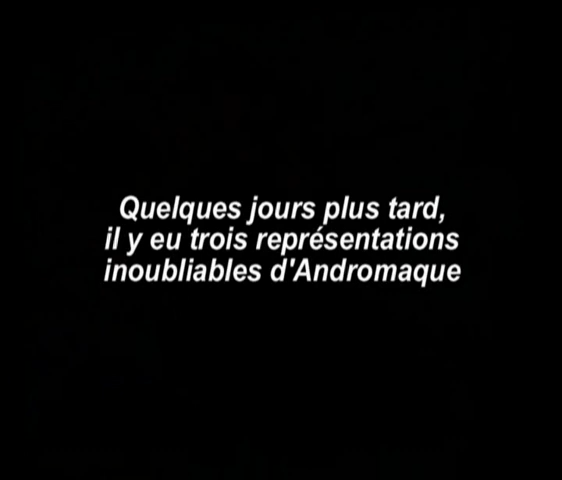 Quelques jours plus tard,
il y eu trois représentations
inoubliables d'Andromaque